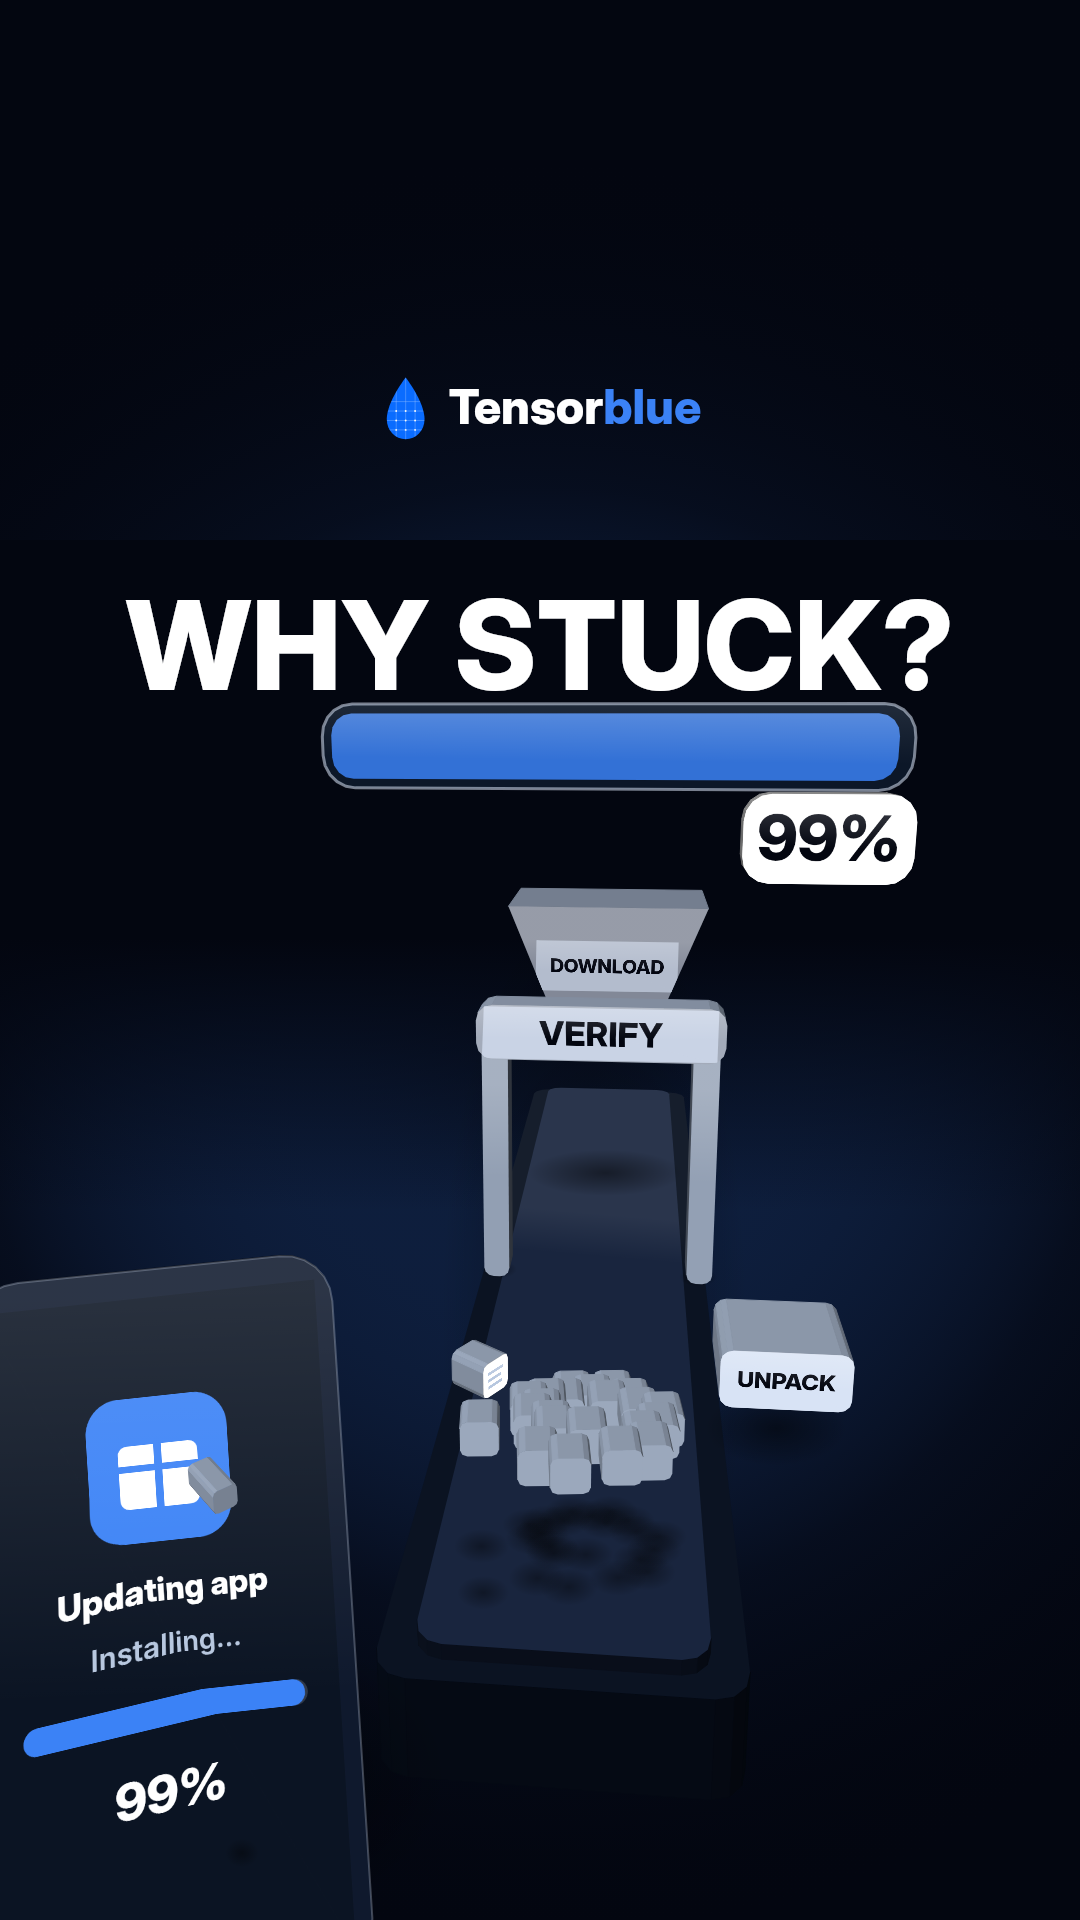 Tensorblue
WHY STUCK?
99%
DOWNLOAD
VERIFY
UNPACK
Updating app
Installing...
99%